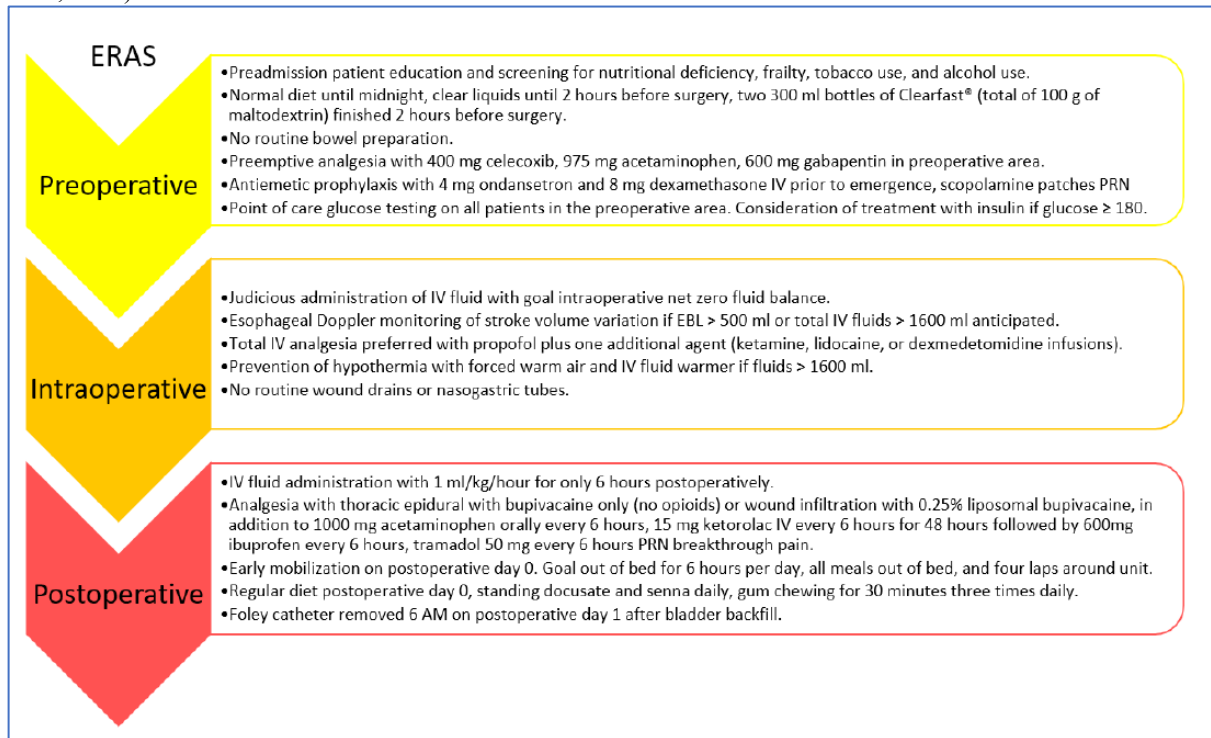 ERAS
Preoperative
•Preadmission patient education and screening for nutritional deficiency, frailty, tobacco use, and alcohol use.
•Normal diet until midnight, clear liquids until 2 hours before surgery, two 300 ml bottles of Clearfast® (total of 100 g of
maltodextrin) finished 2 hours before surgery.
•No routine bowel preparation.
•Preemptive analgesia with 400 mg celecoxib, 975 mg acetaminophen, 600 mg gabapentin in preoperative area.
•Antiemetic prophylaxis with 4 mg ondansetron and 8 mg dexamethasone IV prior to emergence, scopolamine patches PRN
•Point of care glucose testing on all patients in the preoperative area. Consideration of treatment with insulin if glucose ≥ 180.
Intraoperative
•Judicious administration of IV fluid with goal intraoperative net zero fluid balance.
•Esophageal Doppler monitoring of stroke volume variation if EBL > 500 ml or total IV fluids > 1600 ml anticipated.
•Total IV analgesia preferred with propofol plus one additional agent (ketamine, lidocaine, or dexmedetomidine infusions).
•Prevention of hypothermia with forced warm air and IV fluid warmer if fluids > 1600 ml.
•No routine wound drains or nasogastric tubes.
Postoperative
•IV fluid administration with 1 ml/kg/hour for only 6 hours postoperatively.
•Analgesia with thoracic epidural with bupivacaine only (no opioids) or wound infiltration with 0.25% liposomal bupivacaine, in
addition to 1000 mg acetaminophen orally every 6 hours, 15 mg ketorolac IV every 6 hours for 48 hours followed by 600mg
ibuprofen every 6 hours, tramadol 50 mg every 6 hours PRN breakthrough pain.
•Early mobilization on postoperative day 0. Goal out of bed for 6 hours per day, all meals out of bed, and four laps around unit.
•Regular diet postoperative day 0, standing docusate and senna daily, gum chewing for 30 minutes three times daily.
•Foley catheter removed 6 AM on postoperative day 1 after bladder backfill.